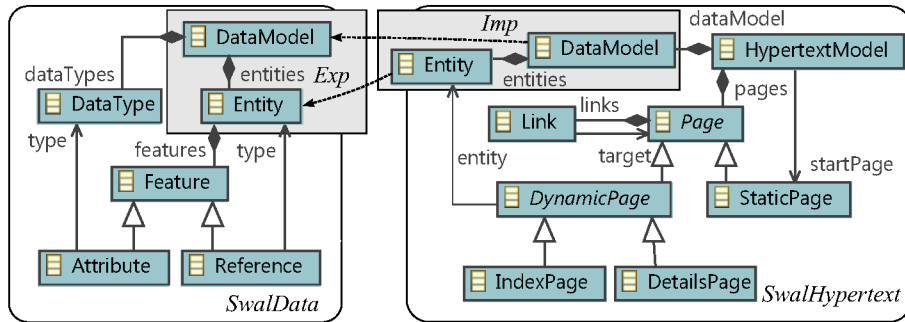 Imp
dataModel
DataModel
DataModel
HypertextModel
Entity
dataTypes
entities
Exp
entities
pages
DataType
Entity
links
Link
Page
type
features
type
entity
target
startPage
Feature
DynamicPage
StaticPage
Attribute
Reference
IndexPage
DetailsPage
SwalData
SwalHypertext